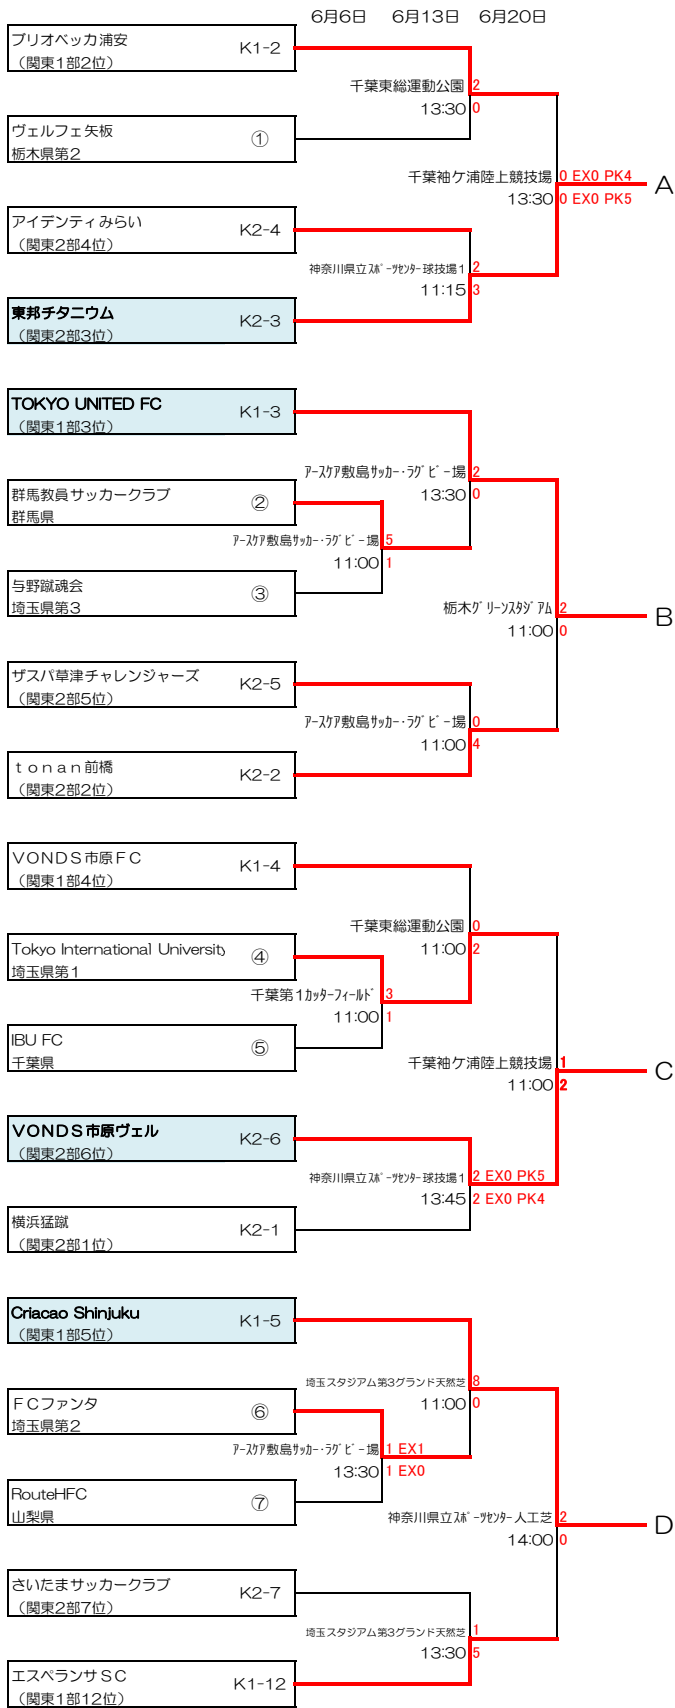 6月6日 6月13日 6月20日
ブリオベッカ浦安
（関東1部2位）
K1-2
千葉東総運動公園 2
13:30 0
ヴェルフェ矢板
栃木県第2
①
千葉袖ケ浦陸上競技場 0 EX0 PK4
13:30 0 EX0 PK5
A
アイデンティみらい
（関東2部4位）
K2-4
神奈川県立ｽﾎﾟｰﾂｾﾝﾀｰ球技場1 2
11:15 3
東邦チタニウム
（関東2部3位）
K2-3
TOKYO UNITED FC
（関東1部3位）
K1-3
ｱｰｽｹｱ敷島ｻｯｶｰ･ﾗｸﾞﾋﾞｰ場 2
13:30 0
群馬教員サッカークラブ
群馬県
②
ｱｰｽｹｱ敷島ｻｯｶｰ･ﾗｸﾞﾋﾞｰ場 5
11:00 1
与野蹴魂会
埼玉県第3
③
栃木ｸﾞﾘｰﾝｽﾀｼﾞｱﾑ 2
11:00 0
B
ザスパ草津チャレンジャーズ
（関東2部5位）
K2-5
ｱｰｽｹｱ敷島ｻｯｶｰ･ﾗｸﾞﾋﾞｰ場 0
11:00 4
ｔｏｎａｎ前橋
（関東2部2位）
K2-2
ＶＯＮＤＳ市原ＦＣ
（関東1部4位）
K1-4
千葉東総運動公園 0
11:00 2
Tokyo International University
埼玉県第1
④
千葉第1ｶｯﾀｰﾌｨｰﾙﾄﾞ 3
11:00 1
IBU FC
千葉県
⑤
千葉袖ケ浦陸上競技場 1
11:00 2
C
ＶＯＮＤＳ市原ヴェル
（関東2部6位）
K2-6
神奈川県立ｽﾎﾟｰﾂｾﾝﾀｰ球技場1 2 EX0 PK5
13:45 2 EX0 PK4
横浜猛蹴
（関東2部1位）
K2-1
Criacao Shinjuku
（関東1部5位）
K1-5
埼玉スタジアム第3グランド天然芝 8
11:00 0
ＦＣファンタ
埼玉県第2
⑥
ｱｰｽｹｱ敷島ｻｯｶｰ･ﾗｸﾞﾋﾞｰ場 1 EX1
13:30 1 EX0
RouteHFC
山梨県
⑦
神奈川県立ｽﾎﾟｰﾂｾﾝﾀｰ人工芝 2
14:00 0
D
さいたまサッカークラブ
（関東2部7位）
K2-7
埼玉スタジアム第3グランド天然芝 1
13:30 5
エスペランサＳＣ
（関東1部12位）
K1-12